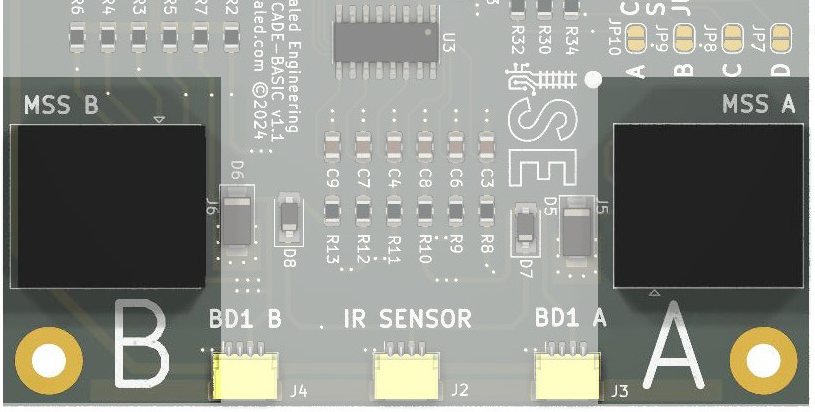 R6
R4
R3
R5
R7
R2
aled Engineering
CADE-BASIC v1.1
aled.com ©2024
U3
R32
R30
R34
C
S
JP10
JP9
JP8
JP7
A
B
C
D
MSS B
MSS A
SE
D6
J6
D8
C9
C7
C4
C8
C6
C3
R13
R12
R11
R10
R9
R8
D5
J5
D7
BD1 B
IR SENSOR
BD1 A
B
A
J4
J2
J3